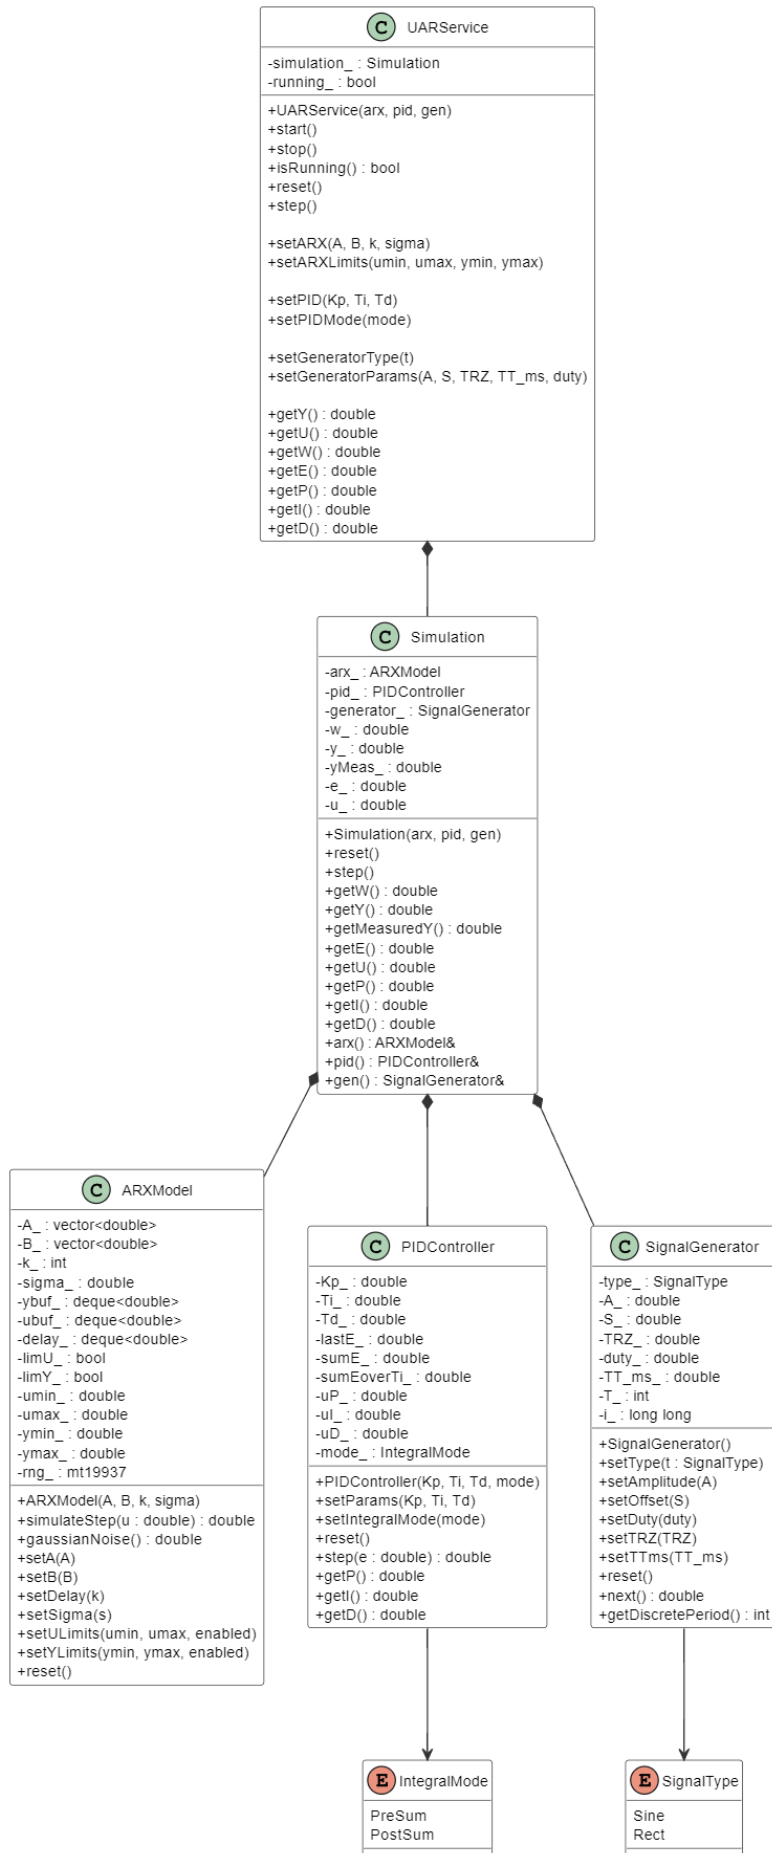 C UARService
-simulation_ : Simulation
-running_ : bool
+UARService(arx, pid, gen)
+start()
+stop()
+isRunning() : bool
+reset()
+step()
+setARX(A, B, k, sigma)
+setARXLimits(umin, umax, ymin, ymax)
+setPID(Kp, Ti, Td)
+setPIDMode(mode)
+setGeneratorType(t)
+setGeneratorParams(A, S, TRZ, TT_ms, duty)
+getY() : double
+getU() : double
+getW() : double
+getE() : double
+getP() : double
+getI() : double
+getD() : double
C Simulation
-arx_ : ARXModel
-pid_ : PIDController
-generator_ : SignalGenerator
-w_ : double
-y_ : double
-yMeas_ : double
-e_ : double
-u_ : double
+Simulation(arx, pid, gen)
+reset()
+step()
+getW() : double
+getY() : double
+getMeasuredY() : double
+getE() : double
+getU() : double
+getP() : double
+getI() : double
+getD() : double
+arx() : ARXModel&
+pid() : PIDController&
+gen() : SignalGenerator&
C ARXModel
-A_ : vector<double>
-B_ : vector<double>
-k_ : int
-sigma_ : double
-ybuf_ : deque<double>
-ubuf_ : deque<double>
-delay_ : deque<double>
-limU_ : bool
-limY_ : bool
-umin_ : double
-umax_ : double
-ymin_ : double
-ymax_ : double
-rng_ : mt19937
+ARXModel(A, B, k, sigma)
+simulateStep(u : double) : double
+gaussianNoise() : double
+setA(A)
+setB(B)
+setDelay(k)
+setSigma(s)
+setULimits(umin, umax, enabled)
+setYLimits(ymin, ymax, enabled)
+reset()
C PIDController
-Kp_ : double
-Ti_ : double
-Td_ : double
-lastE_ : double
-sumE_ : double
-sumEoverTi_ : double
-uP_ : double
-uI_ : double
-uD_ : double
-mode_ : IntegralMode
+PIDController(Kp, Ti, Td, mode)
+setParams(Kp, Ti, Td)
+setIntegralMode(mode)
+reset()
+step(e : double) : double
+getP() : double
+getI() : double
+getD() : double
C SignalGenerator
-type_ : SignalType
-A_ : double
-S_ : double
-TRZ_ : double
-duty_ : double
-TT_ms_ : double
-T_ : int
-i_ : long long
+SignalGenerator()
+setType(t : SignalType)
+setAmplitude(A)
+setOffset(S)
+setDuty(duty)
+setTRZ(TRZ)
+setTTms(TT_ms)
+reset()
+next() : double
+getDiscretePeriod() : int
E IntegralMode
PreSum
PostSum
E SignalType
Sine
Rect